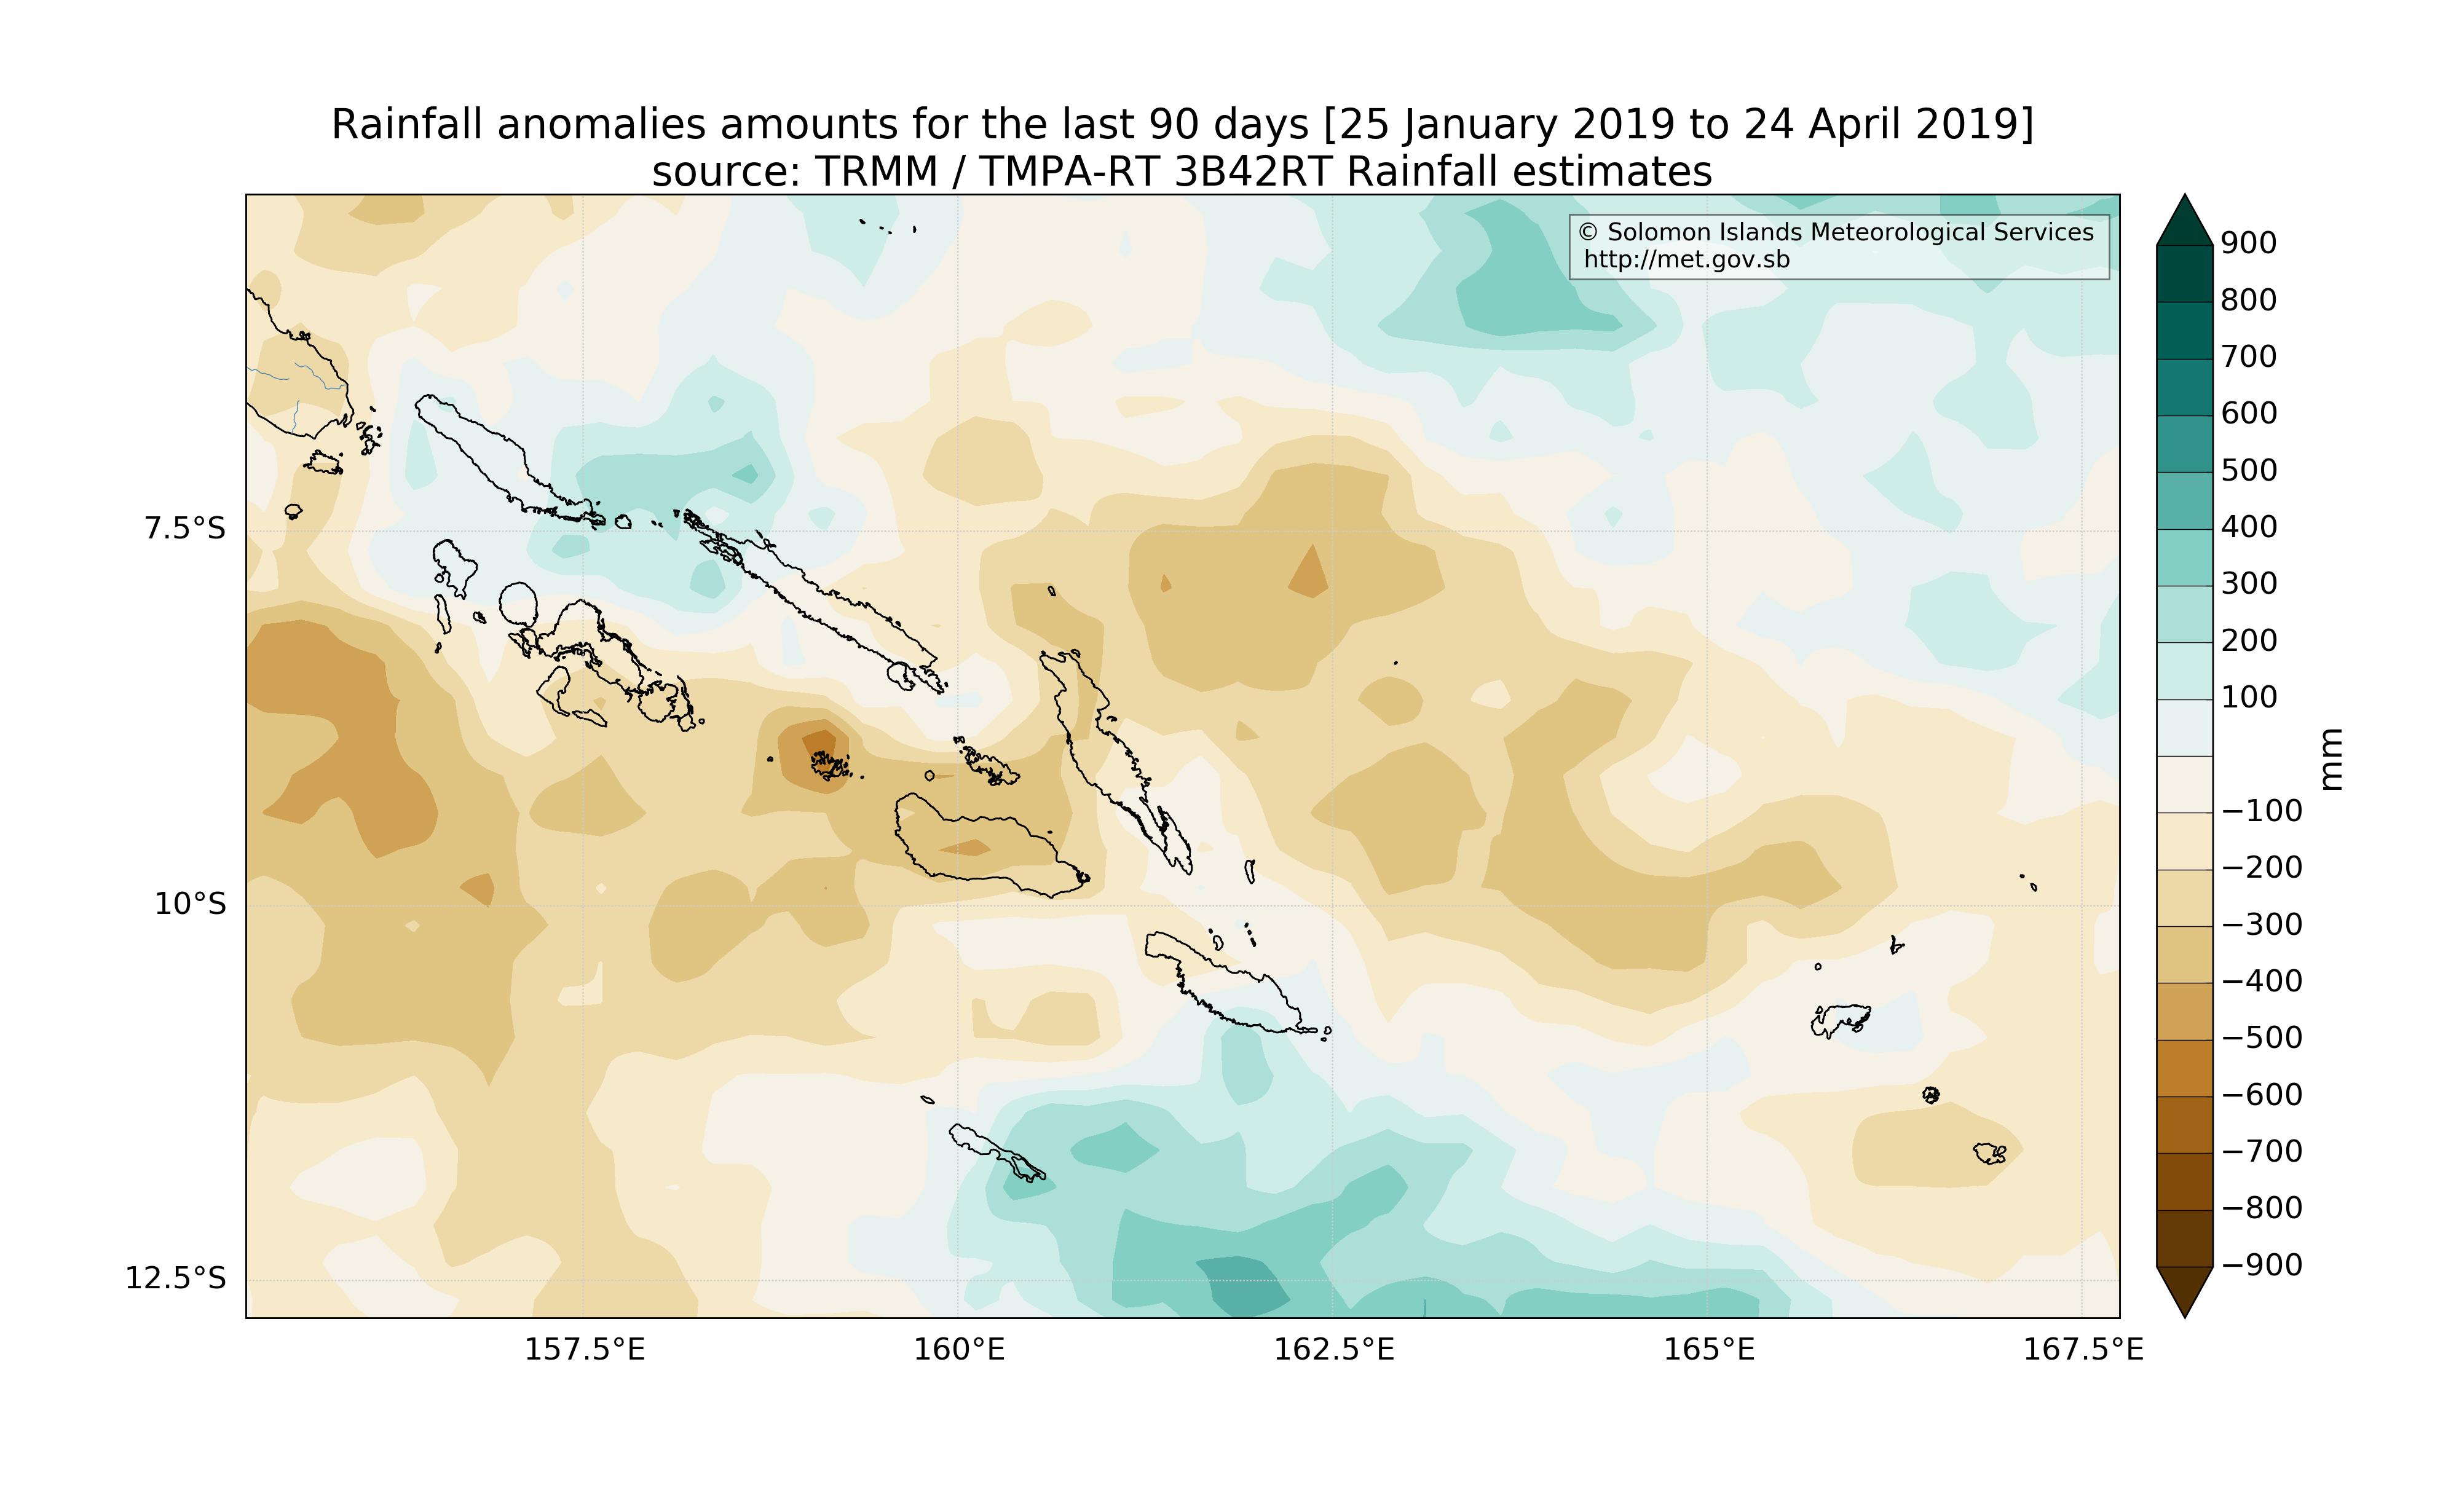 Rainfall anomalies amounts for the last 90 days [25 January 2019 to 24 April 2019]
source: TRMM / TMPA-RT 3B42RT Rainfall estimates
© Solomon Islands Meteorological Services
http://met.gov.sb
7.5°S
10°S
12.5°S
157.5°E
160°E
162.5°E
165°E
167.5°E
900
800
700
600
500
400
300
200
100
−100
−200
−300
−400
−500
−600
−700
−800
−900
mm